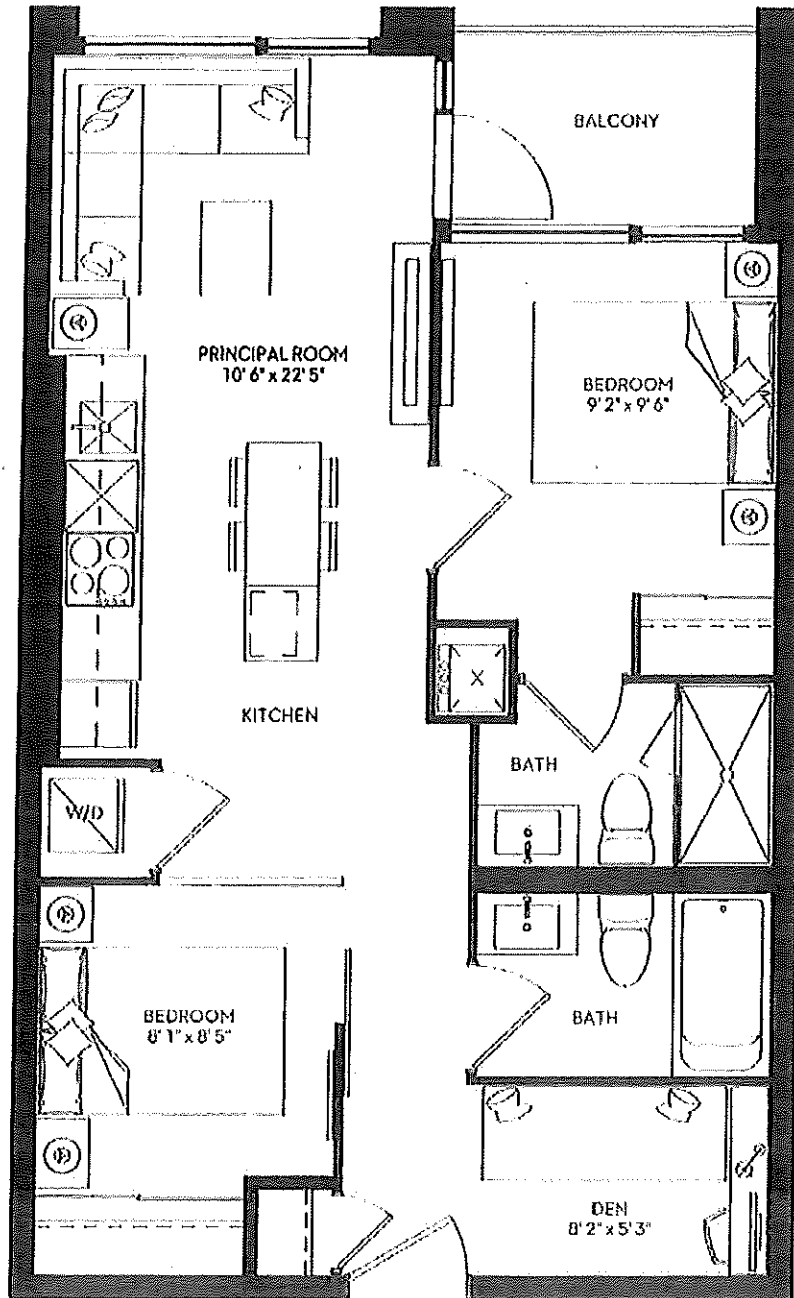 BALCONY
PRINCIPAL ROOM
10'6" x 22'5"
BEDROOM
9'2" x 9'6"
KITCHEN
X
BATH
W/D
BEDROOM
8'1" x 8'5"
BATH
DEN
8'2" x 5'3"